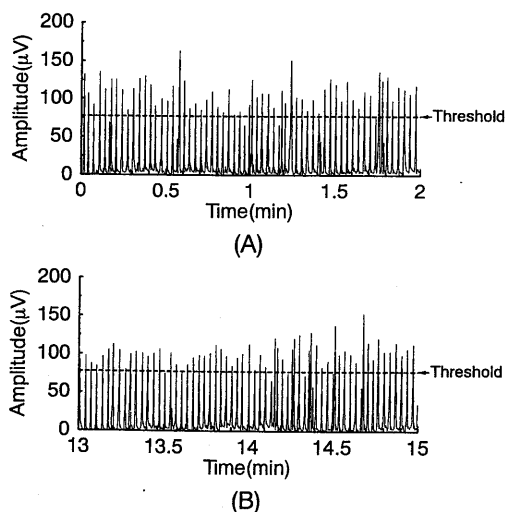 200
150
100
50
0
Amplitude(μV)
Threshold
0 0.5 1 1.5 2
Time(min)
(A)
200
150
100
50
0
Amplitude(μV)
Threshold
13 13.5 14 14.5 15
Time(min)
(B)